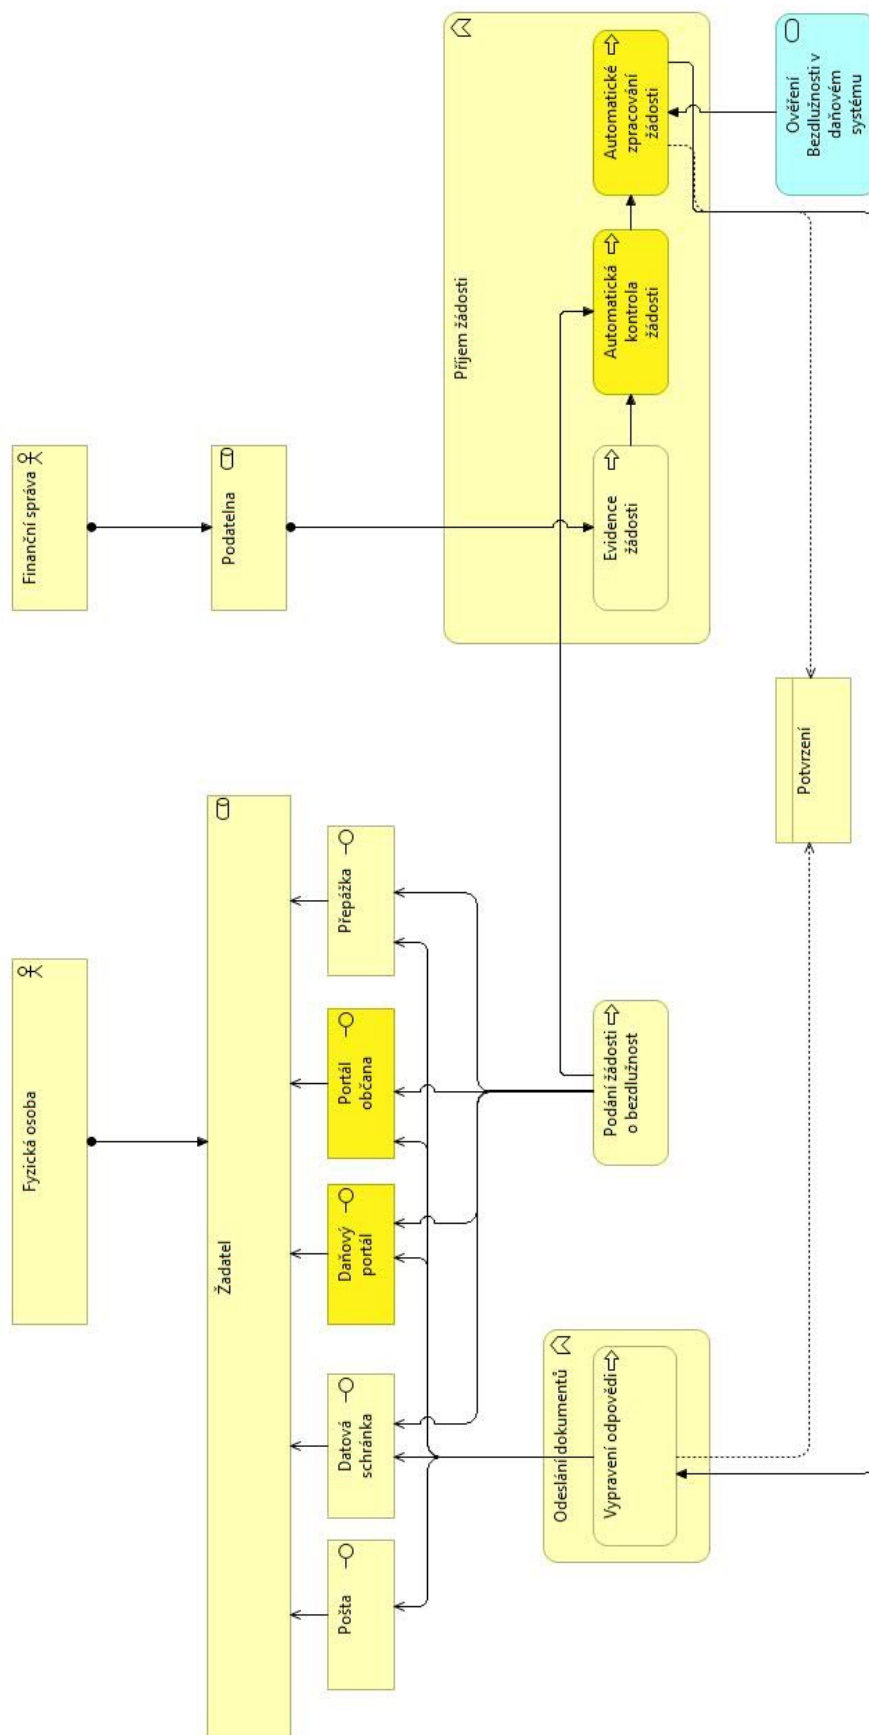 Fyzická osoba
Finanční správa
Žadatel
Podatelna
Pošta
Datová
schránka
Daňový
portál
Portál
občana
Přepážka
Odeslání dokumentů
Vypravení odpovědi
Podání žádosti
o bezdlužnost
Příjem žádosti
Evidence
žádosti
Automatická
kontrola
žádosti
Automatické
zpracování
žádosti
Potvrzení
Ověření
Bezdlužnosti v
daňovém
systému